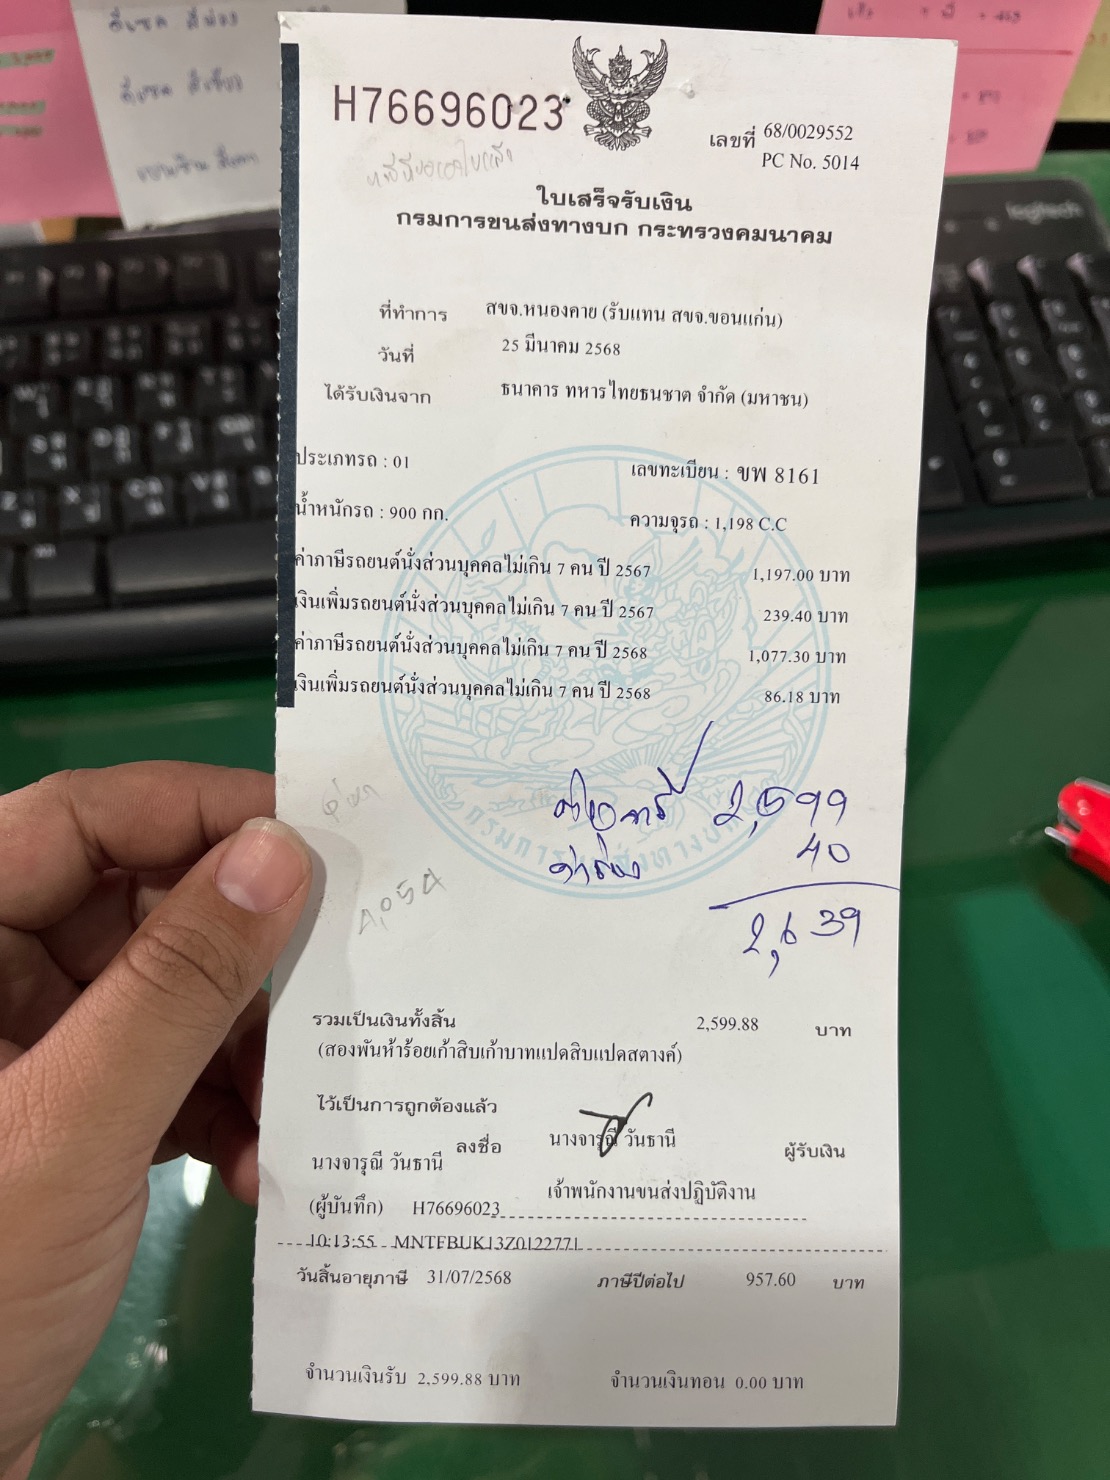 H76696023
เลขที่ 68/0029552
PC No. 5014
ใบเสร็จรับเงิน
กรมการขนส่งทางบก กระทรวงคมนาคม
ที่ทำการ สขจ.หนองคาย (รับแทน สขจ.ขอนแก่น)
วันที่ 25 มีนาคม 2568
ได้รับเงินจาก ธนาคาร ทหารไทยธนชาต จำกัด (มหาชน)
ประเภทรถ : 01 เลขทะเบียน : ขพ 8161
น้ำหนักรถ : 900 กก. ความจุรถ : 1,198 C.C
ค่าภาษีรถยนต์นั่งส่วนบุคคลไม่เกิน 7 คน ปี 2567 1,197.00 บาท
เงินเพิ่มรถยนต์นั่งส่วนบุคคลไม่เกิน 7 คน ปี 2567 239.40 บาท
ค่าภาษีรถยนต์นั่งส่วนบุคคลไม่เกิน 7 คน ปี 2568 1,077.30 บาท
เงินเพิ่มรถยนต์นั่งส่วนบุคคลไม่เกิน 7 คน ปี 2568 86.18 บาท
2,599
40
2,639
รวมเป็นเงินทั้งสิ้น 2,599.88 บาท
(สองพันห้าร้อยเก้าสิบเก้าบาทแปดสิบแปดสตางค์)
ไว้เป็นการถูกต้องแล้ว
ลงชื่อ นางจารุณี วันธานี ผู้รับเงิน
นางจารุณี วันธานี
เจ้าพนักงานขนส่งปฏิบัติงาน
(ผู้บันทึก) H76696023
10:13:55 MNTFBUK13Z0122771
วันสิ้นอายุภาษี 31/07/2568 ภาษีปีต่อไป 957.60 บาท
จำนวนเงินรับ 2,599.88 บาท จำนวนเงินทอน 0.00 บาท
logitech